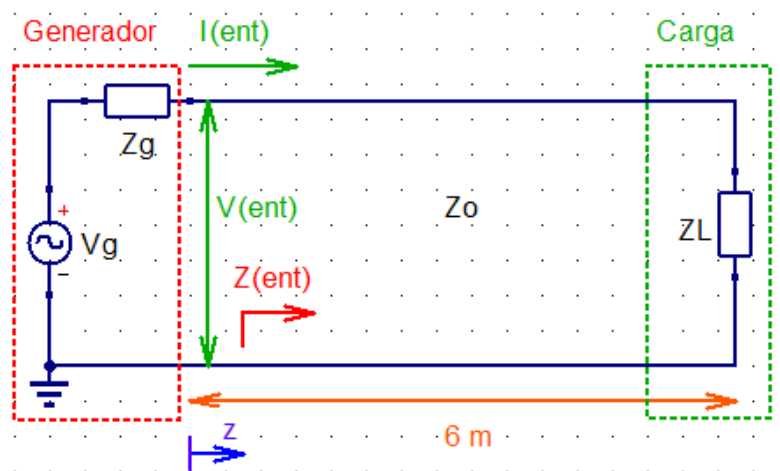 Generador
I(ent)
Carga
Zg
+
Vg
−
V(ent)
Zo
ZL
Z(ent)
6 m
z